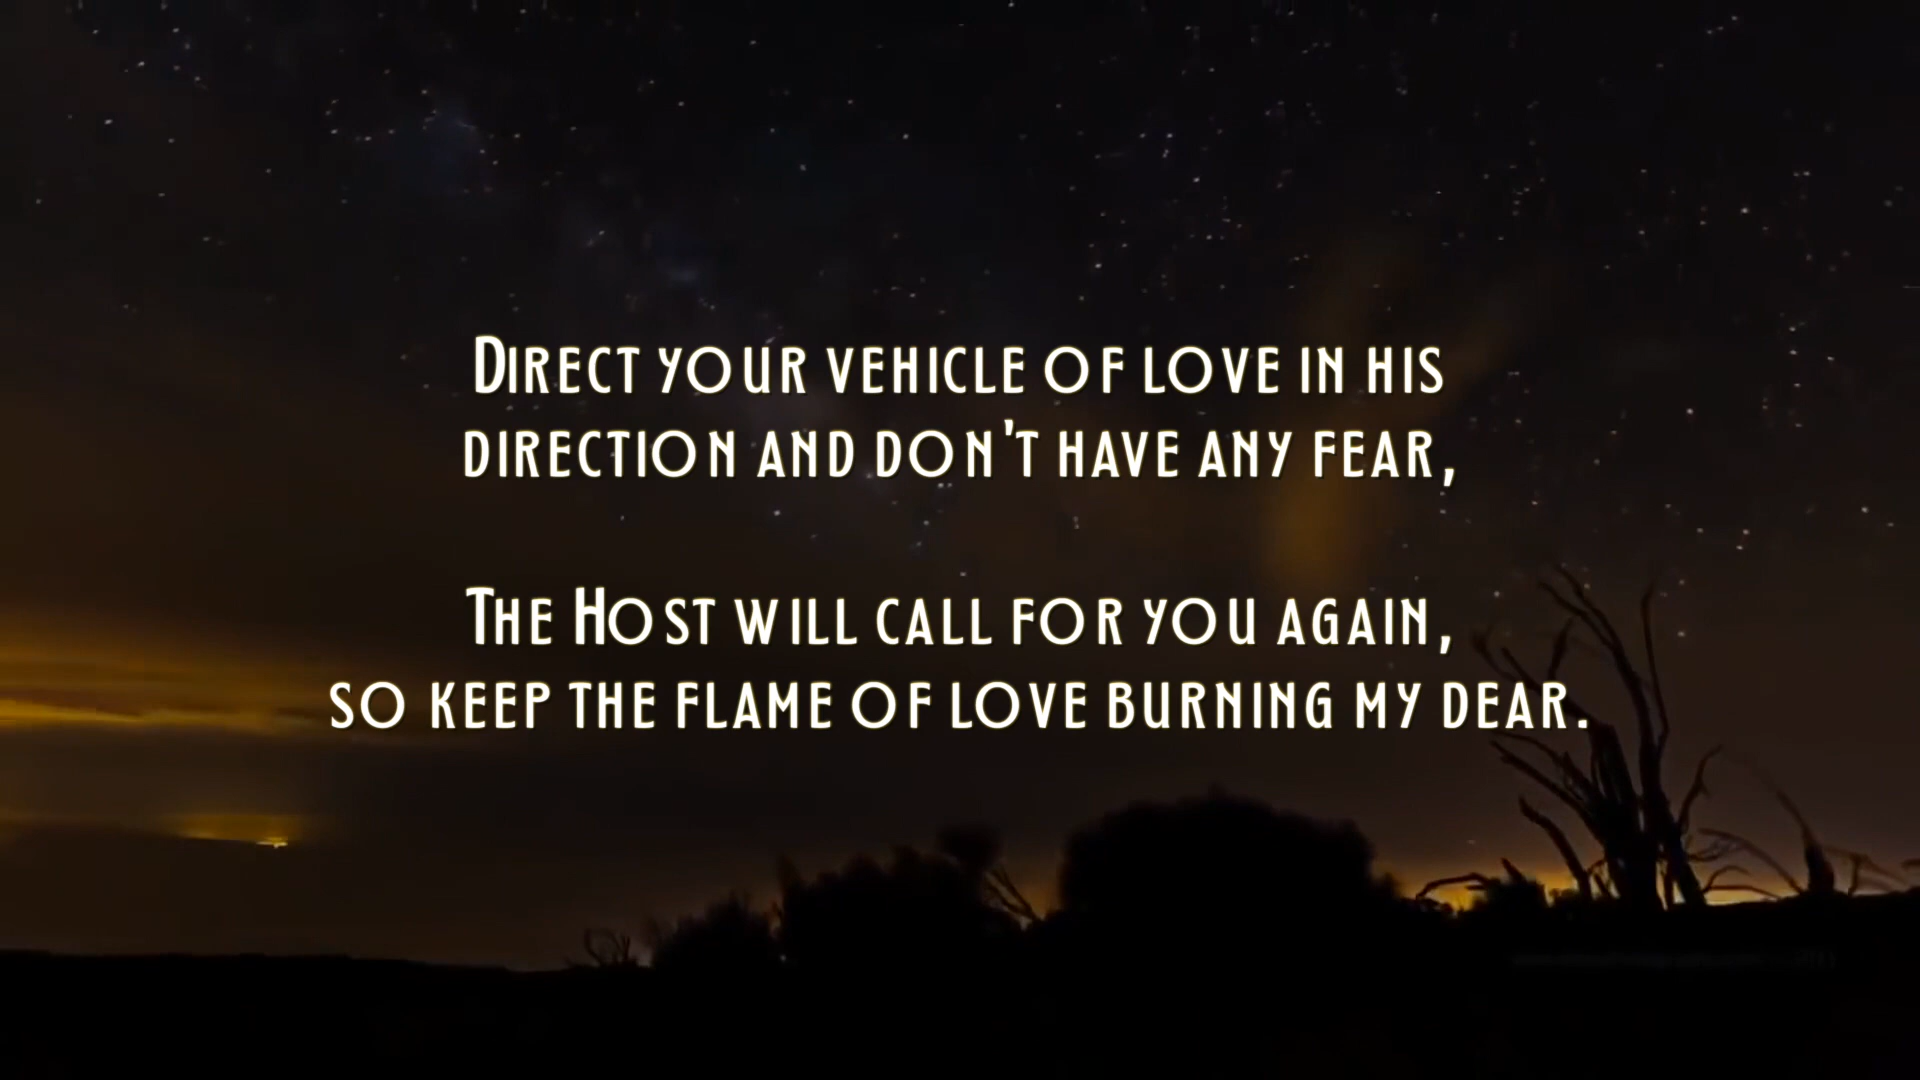 Direct your vehicle of love in his
direction and don't have any fear,
The Host will call for you again,
so keep the flame of love burning my dear.